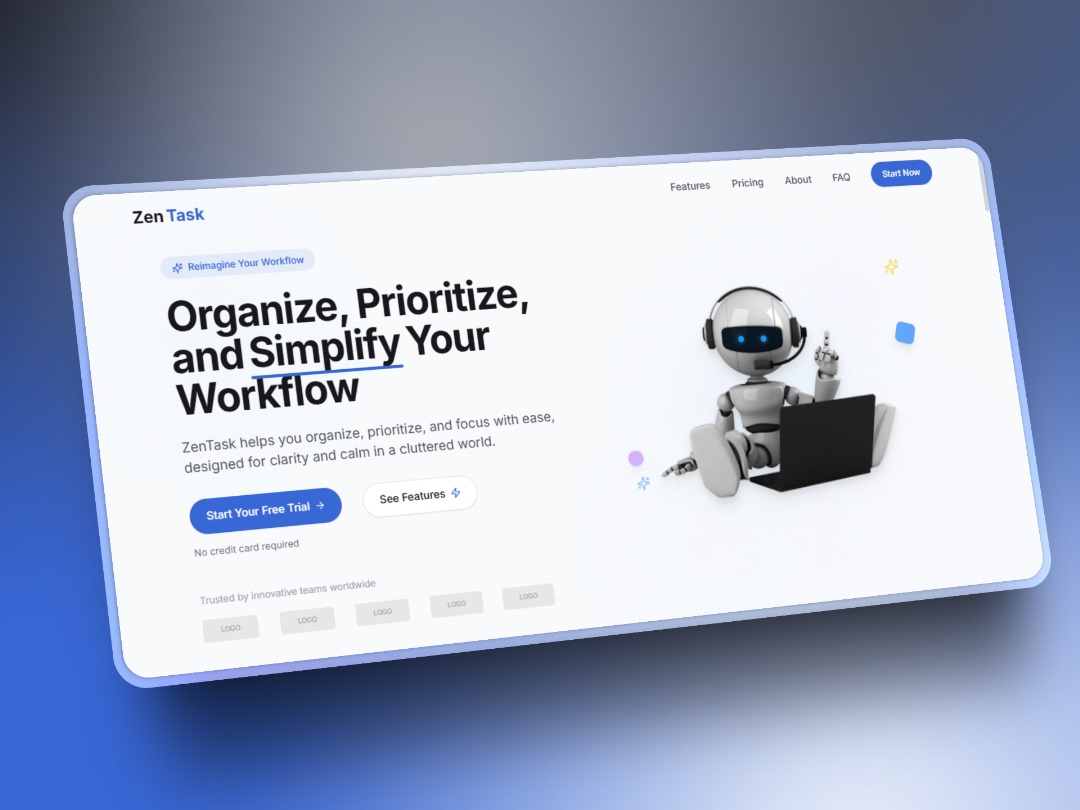 Zen Task
Features
Pricing
About
FAQ
Start Now
Reimagine Your Workflow
Organize, Prioritize,
and Simplify Your
Workflow
ZenTask helps you organize, prioritize, and focus with ease,
designed for clarity and calm in a cluttered world.
Start Your Free Trial →
See Features
No credit card required
Trusted by innovative teams worldwide
LOGO
LOGO
LOGO
LOGO
LOGO